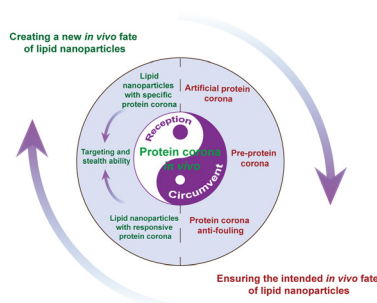 Creating a new in vivo fate
of lipid nanoparticles
Lipid
nanoparticles
with specific
protein corona
Artificial protein
corona
Reception
Targeting and
stealth ability
Protein corona
in vivo
Pre-protein
corona
Circumvent
Lipid nanoparticles
with responsive
protein corona
Protein corona
anti-fouling
Ensuring the intended in vivo fate
of lipid nanoparticles